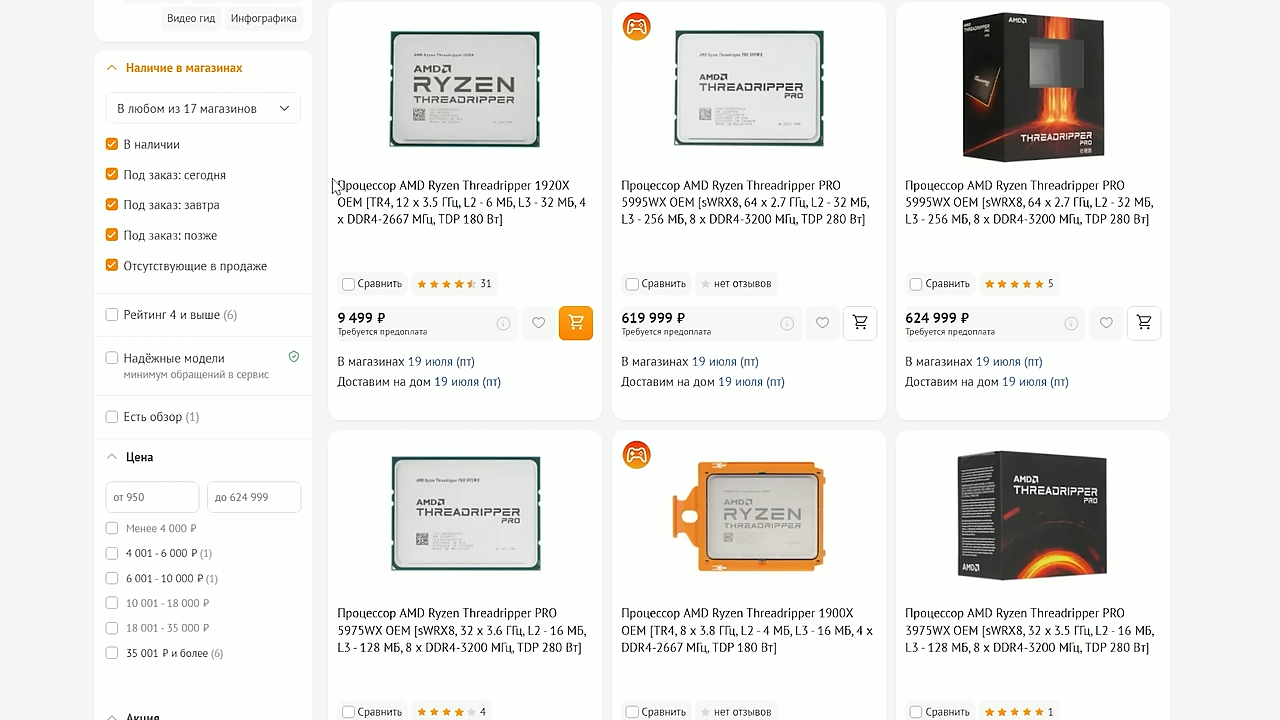 Видео гид
Инфографика
Наличие в магазинах
В любом из 17 магазинов
В наличии
Под заказ: сегодня
Под заказ: завтра
Под заказ: позже
Отсутствующие в продаже
Рейтинг 4 и выше (6)
Надёжные модели
минимум обращений в сервис
Есть обзор (1)
Цена
от 950
до 624 999
Менее 4 000 ₽
4 001 - 6 000 ₽ (1)
6 001 - 10 000 ₽ (1)
10 001 - 18 000 ₽
18 001 - 35 000 ₽
35 001 ₽ и более (6)
Акция
AMD
RYZEN
THREADRIPPER
Процессор AMD Ryzen Threadripper 1920X
OEM [TR4, 12 x 3.5 ГГц, L2 - 6 МБ, L3 - 32 МБ, 4
x DDR4-2667 МГц, TDP 180 Вт]
Сравнить
31
9 499 ₽
Требуется предоплата
В магазинах 19 июля (пт)
Доставим на дом 19 июля (пт)
AMD
THREADRIPPER
PRO
Процессор AMD Ryzen Threadripper PRO
5995WX OEM [sWRX8, 64 x 2.7 ГГц, L2 - 32 МБ,
L3 - 256 МБ, 8 x DDR4-3200 МГц, TDP 280 Вт]
Сравнить
нет отзывов
619 999 ₽
Требуется предоплата
В магазинах 19 июля (пт)
Доставим на дом 19 июля (пт)
AMD
THREADRIPPER
PRO
Процессор AMD Ryzen Threadripper PRO
5995WX OEM [sWRX8, 64 x 2.7 ГГц, L2 - 32 МБ,
L3 - 256 МБ, 8 x DDR4-3200 МГц, TDP 280 Вт]
Сравнить
5
624 999 ₽
Требуется предоплата
В магазинах 19 июля (пт)
Доставим на дом 19 июля (пт)
AMD
THREADRIPPER
PRO
Процессор AMD Ryzen Threadripper PRO
5975WX OEM [sWRX8, 32 x 3.6 ГГц, L2 - 16 МБ,
L3 - 128 МБ, 8 x DDR4-3200 МГц, TDP 280 Вт]
Сравнить
4
AMD
RYZEN
THREADRIPPER
Процессор AMD Ryzen Threadripper 1900X
OEM [TR4, 8 x 3.8 ГГц, L2 - 4 МБ, L3 - 16 МБ, 4 x
DDR4-2667 МГц, TDP 180 Вт]
Сравнить
нет отзывов
AMD
THREADRIPPER
PRO
AMD
Процессор AMD Ryzen Threadripper PRO
3975WX OEM [sWRX8, 32 x 3.5 ГГц, L2 - 16 МБ,
L3 - 128 МБ, 8 x DDR4-3200 МГц, TDP 280 Вт]
Сравнить
1